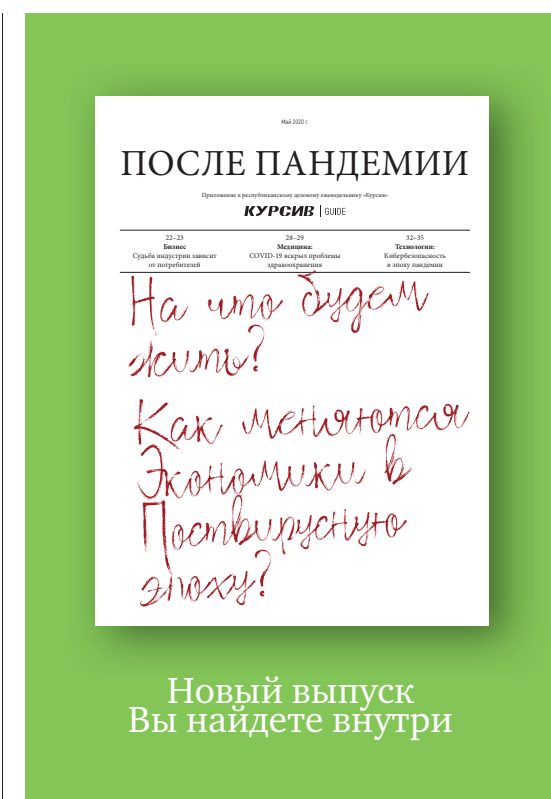 Май 2020 г.
ПОСЛЕ ПАНДЕМИИ
Приложение к республиканскому деловому еженедельнику «Курсив»
КУРСИВ | GUIDE
22–23
Бизнес
Судьба индустрии зависит
от потребителей
28–29
Медицина:
COVID-19 вскрыл проблемы
здравоохранения
32–35
Технологии:
Кибербезопасность
в эпоху пандемии
На что будем
жить?
Как меняются
Экономики в
Поствирусную
эпоху?
Новый выпуск
Вы найдете внутри